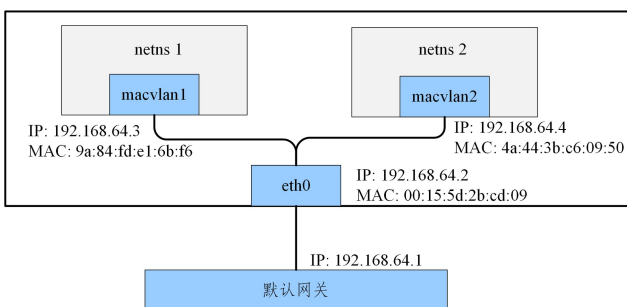 netns 1
netns 2
macvlan1
macvlan2
IP: 192.168.64.3
MAC: 9a:84:fd:e1:6b:f6
IP: 192.168.64.4
MAC: 4a:44:3b:c6:09:50
eth0
IP: 192.168.64.2
MAC: 00:15:5d:2b:cd:09
IP: 192.168.64.1
默认网关